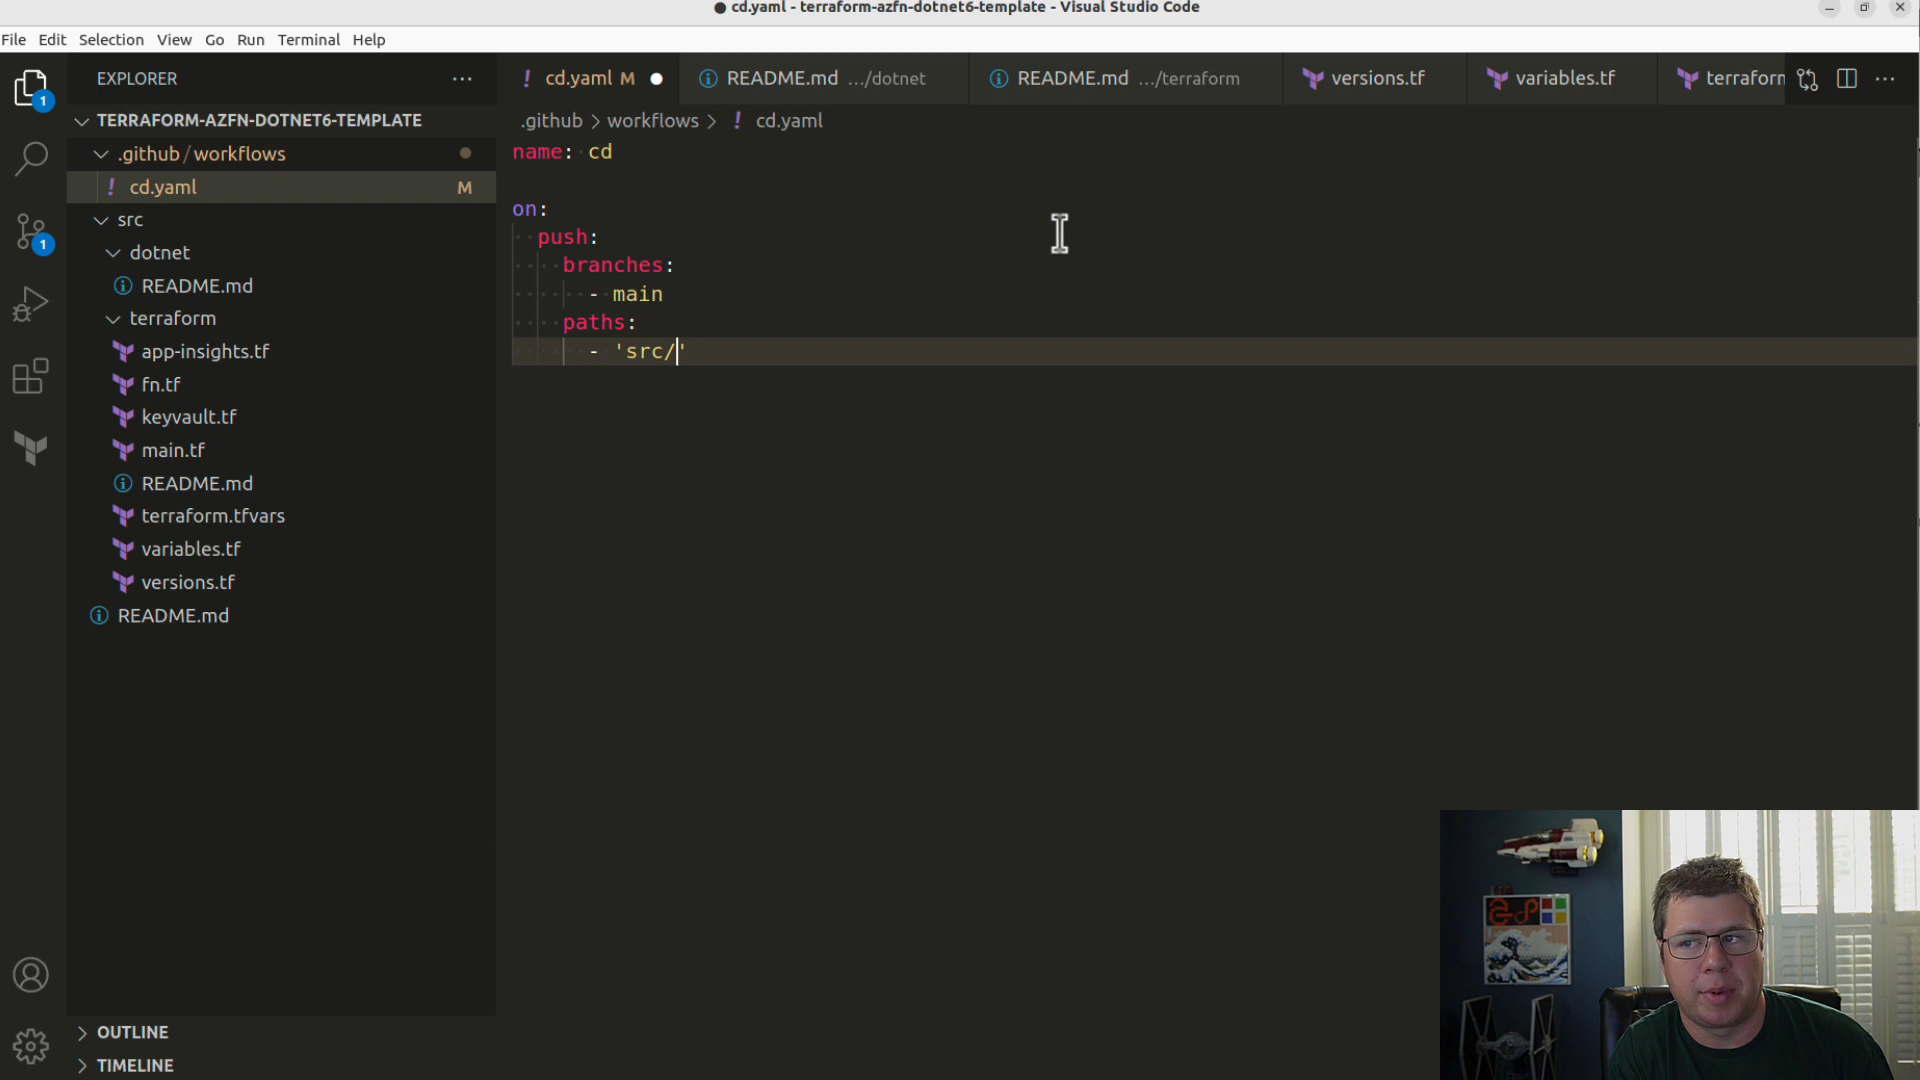 ● cd.yaml - terraform-azfn-dotnet6-template - Visual Studio Code
File Edit Selection View Go Run Terminal Help
EXPLORER
cd.yaml M
README.md .../dotnet
README.md .../terraform
versions.tf
variables.tf
terraform
1
TERRAFORM-AZFN-DOTNET6-TEMPLATE
.github > workflows > ! cd.yaml
.github / workflows
! cd.yaml M
src
dotnet
README.md
terraform
app-insights.tf
fn.tf
keyvault.tf
main.tf
README.md
terraform.tfvars
variables.tf
versions.tf
README.md
1
name: cd
on:
push:
branches:
- main
paths:
- 'src/'
OUTLINE
TIMELINE